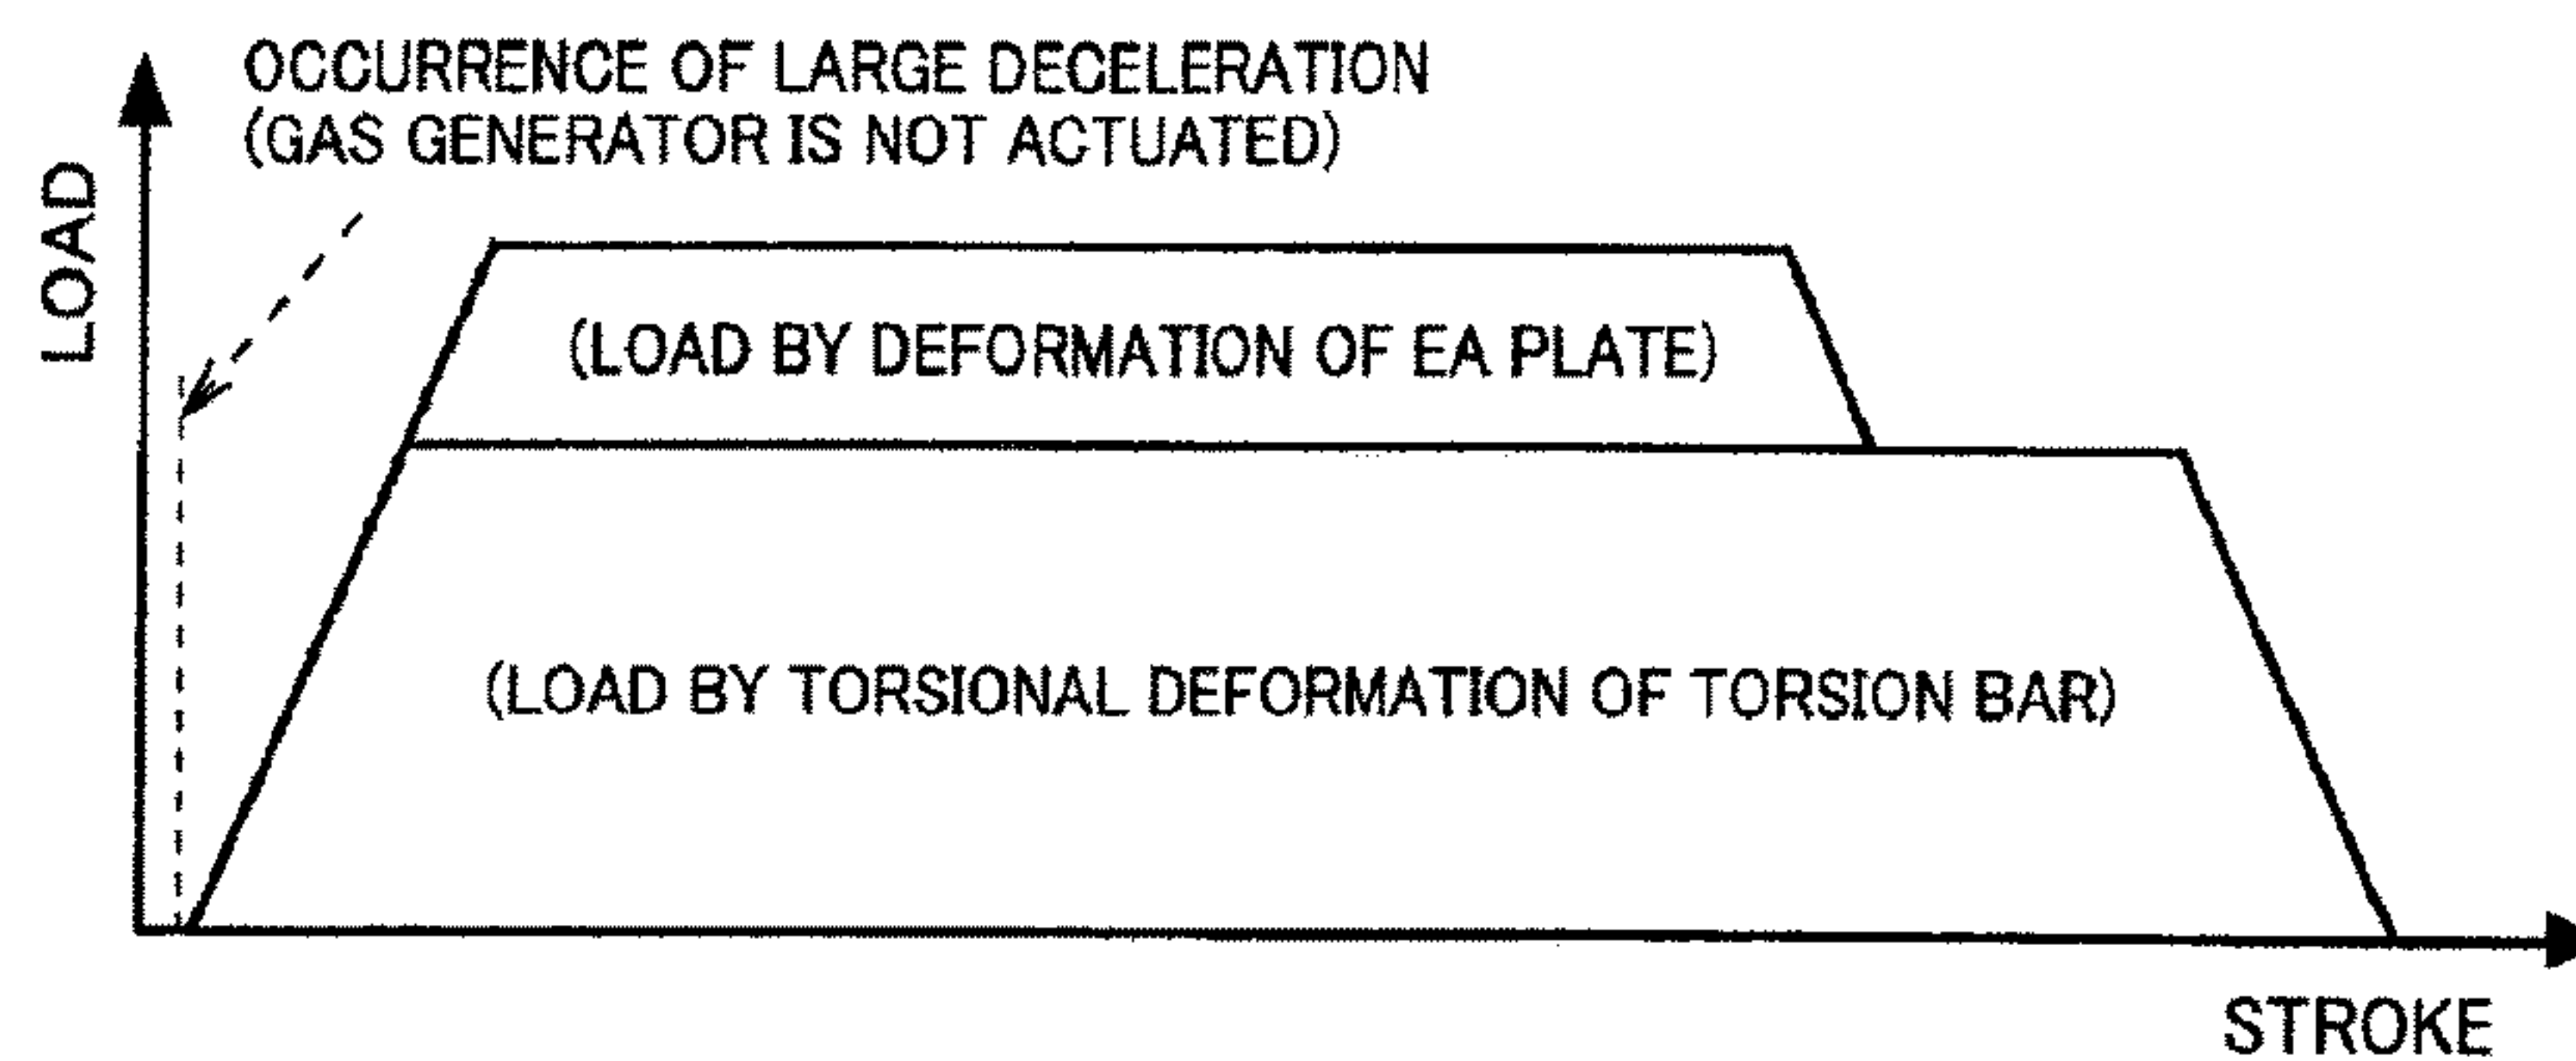 OCCURRENCE OF LARGE DECELERATION
(GAS GENERATOR IS NOT ACTUATED)
LOAD
(LOAD BY DEFORMATION OF EA PLATE)
(LOAD BY TORSIONAL DEFORMATION OF TORSION BAR)
STROKE